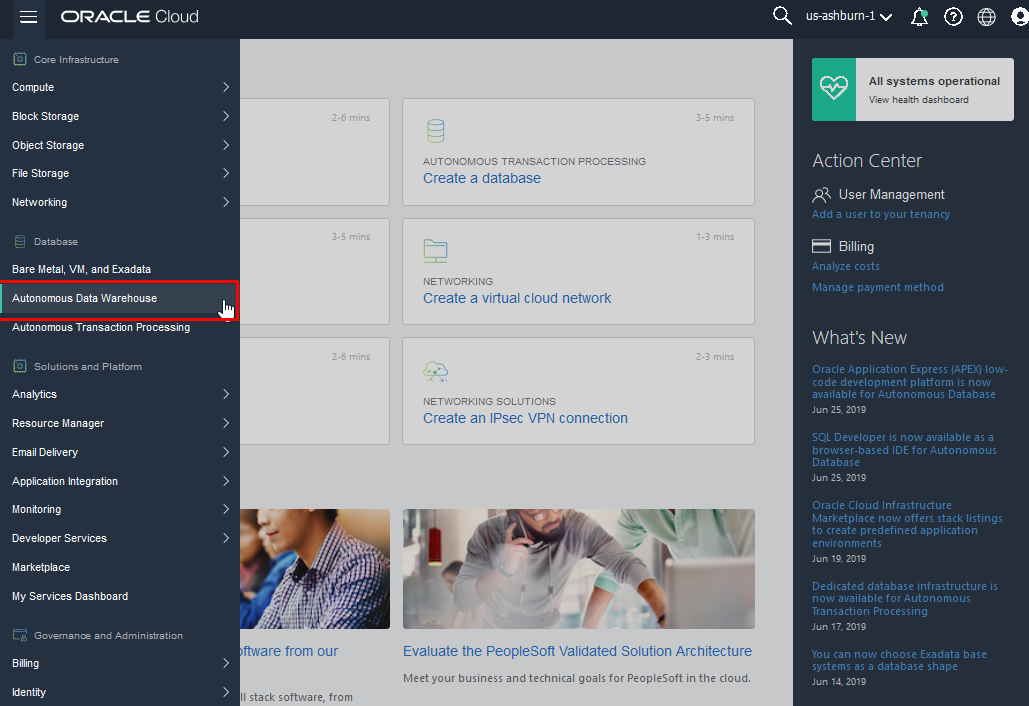 ORACLE Cloud
us-ashburn-1
Core Infrastructure
Compute
Block Storage
Object Storage
File Storage
Networking
Database
Bare Metal, VM, and Exadata
Autonomous Data Warehouse
Autonomous Transaction Processing
Solutions and Platform
Analytics
Resource Manager
Email Delivery
Application Integration
Monitoring
Developer Services
Marketplace
My Services Dashboard
Governance and Administration
Billing
Identity
2-6 mins
3-5 mins
2-6 mins
oftware from our
ll stack software, from
3-5 mins
AUTONOMOUS TRANSACTION PROCESSING
Create a database
1-3 mins
NETWORKING
Create a virtual cloud network
2-3 mins
NETWORKING SOLUTIONS
Create an IPsec VPN connection
Evaluate the PeopleSoft Validated Solution Architecture
Meet your business and technical goals for PeopleSoft in the cloud.
All systems operational
View health dashboard
Action Center
User Management
Add a user to your tenancy
Billing
Analyze costs
Manage payment method
What's New
Oracle Application Express (APEX) low-
code development platform is now
available for Autonomous Database
Jun 25, 2019
SQL Developer is now available as a
browser-based IDE for Autonomous
Database
Jun 25, 2019
Oracle Cloud Infrastructure
Marketplace now offers stack listings
to create predefined application
environments
Jun 19, 2019
Dedicated database infrastructure is
now available for Autonomous
Transaction Processing
Jun 17, 2019
You can now choose Exadata base
systems as a database shape
Jun 14, 2019